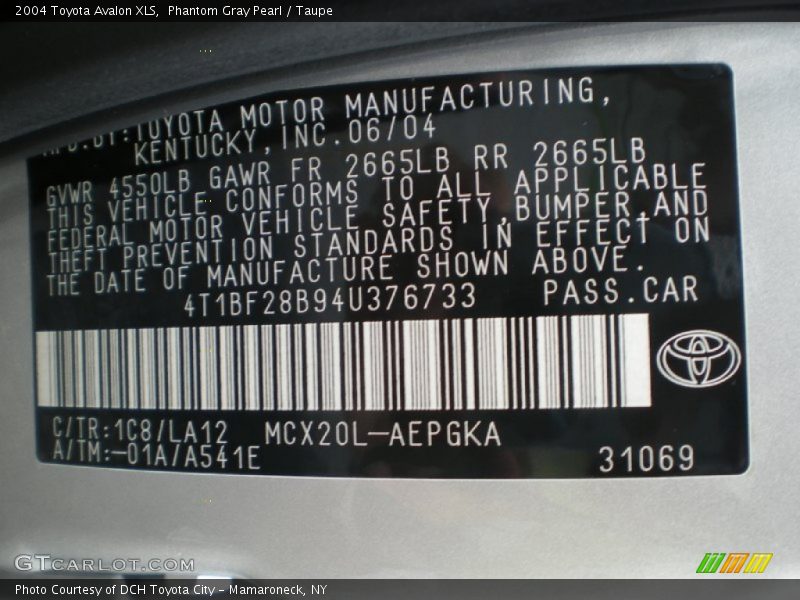 2004 Toyota Avalon XLS,  Phantom Gray Pearl / Taupe
TOYOTA MOTOR MANUFACTURING,
KENTUCKY,INC.06/04
GVWR 4550LB GAWR FR 2665LB RR 2665LB
THIS VEHICLE CONFORMS TO ALL APPLICABLE
FEDERAL MOTOR VEHICLE SAFETY,BUMPER,AND
THEFT PREVENTION STANDARDS IN EFFECT ON
THE DATE OF MANUFACTURE SHOWN ABOVE.
4T1BF28B94U376733 PASS.CAR
C/TR:1C8/LA12 MCX20L-AEPGKA
A/TM:-01A/A541E 31069
GTCARLOT.COM
Photo Courtesy of DCH Toyota City - Mamaroneck, NY